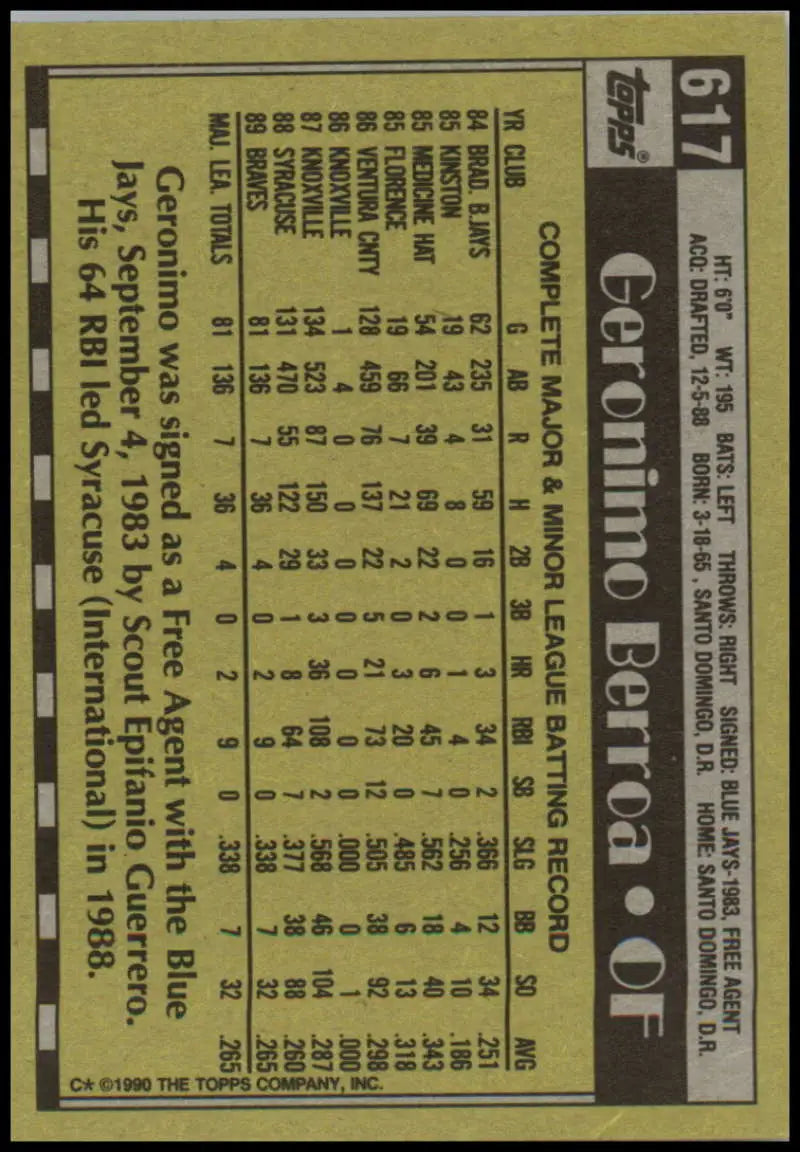 617
HT: 6'0" WT: 195 BATS: LEFT THROWS: RIGHT SIGNED: BLUE JAYS-1983, FREE AGENT
ACQ: DRAFTED, 12-5-88 BORN: 3-18-65, SANTO DOMINGO, D.R. HOME: SANTO DOMINGO, D.R.
topps®
Geronimo Berroa • OF
COMPLETE MAJOR & MINOR LEAGUE BATTING RECORD
YR CLUB G AB R H 2B 3B HR RBI SB SLG BB SO AVG
84 BRAD. B.JAYS 62 235 31 59 16 1 3 34 2 .366 12 34 .251
85 KINSTON 19 43 4 8 0 0 1 4 0 .256 4 10 .186
85 MEDICINE HAT 54 201 39 69 22 2 6 45 7 .562 18 40 .343
85 FLORENCE 19 66 7 21 2 0 3 20 0 .485 6 13 .318
86 VENTURA CNTY 128 459 76 137 22 5 21 73 12 .505 38 92 .298
86 KNOXVILLE 1 4 0 0 0 0 0 0 0 .000 0 1 .000
87 KNOXVILLE 134 523 87 150 33 3 36 108 2 .568 46 104 .287
88 SYRACUSE 131 470 55 122 29 1 8 64 7 .377 38 88 .260
89 BRAVES 81 136 7 36 4 0 2 9 0 .338 7 32 .265
MAJ. LEA. TOTALS 81 136 7 36 4 0 2 9 0 .338 7 32 .265
Geronimo was signed as a Free Agent with the Blue
Jays, September 4, 1983 by Scout Epifanio Guerrero.
His 64 RBI led Syracuse (International) in 1988.
C* ©1990 THE TOPPS COMPANY, INC.